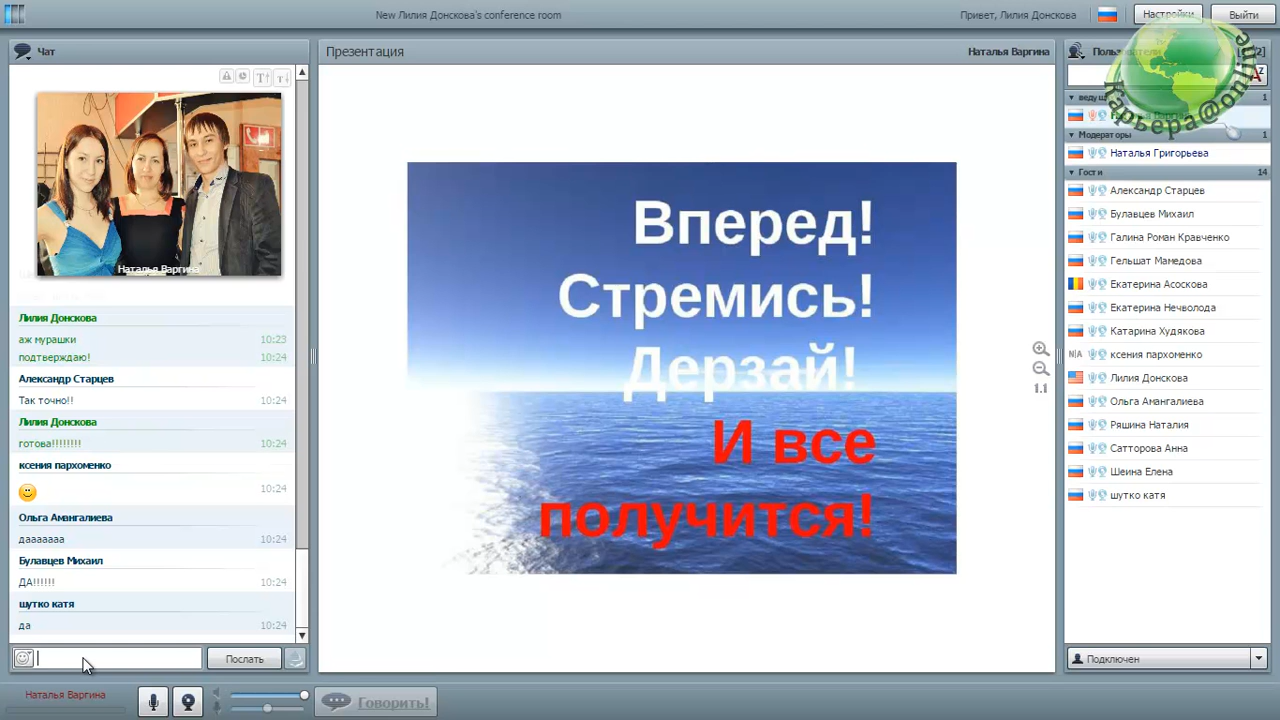 New Лилия Донскова's conference room
Привет, Лилия Донскова
Настройки
Выйти
Чат
Наталья Варгина
Лилия Донскова
аж мурашки 10:23
подтверждаю! 10:24
Александр Старцев
Так точно!! 10:24
Лилия Донскова
готова!!!!!!!! 10:24
ксения пархоменко
10:24
Ольга Амангалиева
дааааааа 10:24
Булавцев Михаил
ДА!!!!!! 10:24
шутко катя
да 10:24
Послать
Презентация
Наталья Варгина
Вперед!
Стремись!
Дерзай!
И все
получится!
1.1
Карьера@online
ведущ 1
Модераторы 1
Наталья Григорьева
Гости 14
Александр Старцев
Булавцев Михаил
Галина Роман Кравченко
Гельшат Мамедова
Екатерина Асоскова
Екатерина Нечволода
Катарина Худякова
N/A ксения пархоменко
Лилия Донскова
Ольга Амангалиева
Ряшина Наталия
Сатторова Анна
Шеина Елена
шутко катя
Подключен
Наталья Варгина
Говорить!